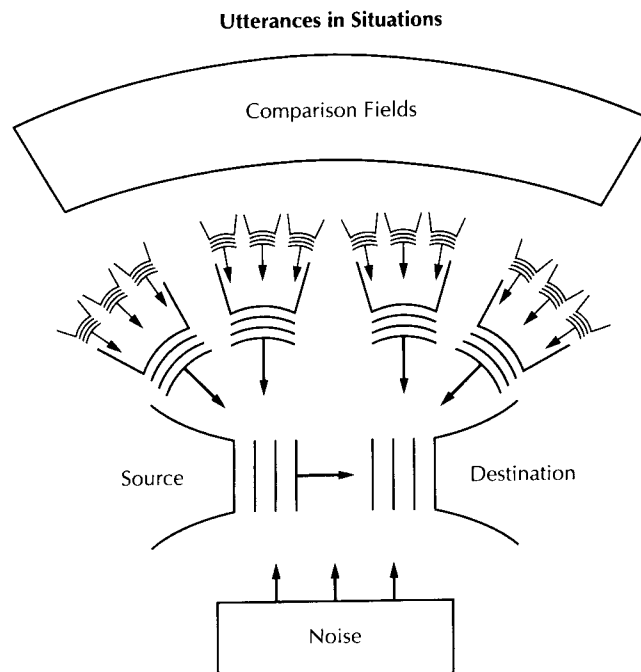 Utterances in Situations
Comparison Fields
Source
Destination
Noise